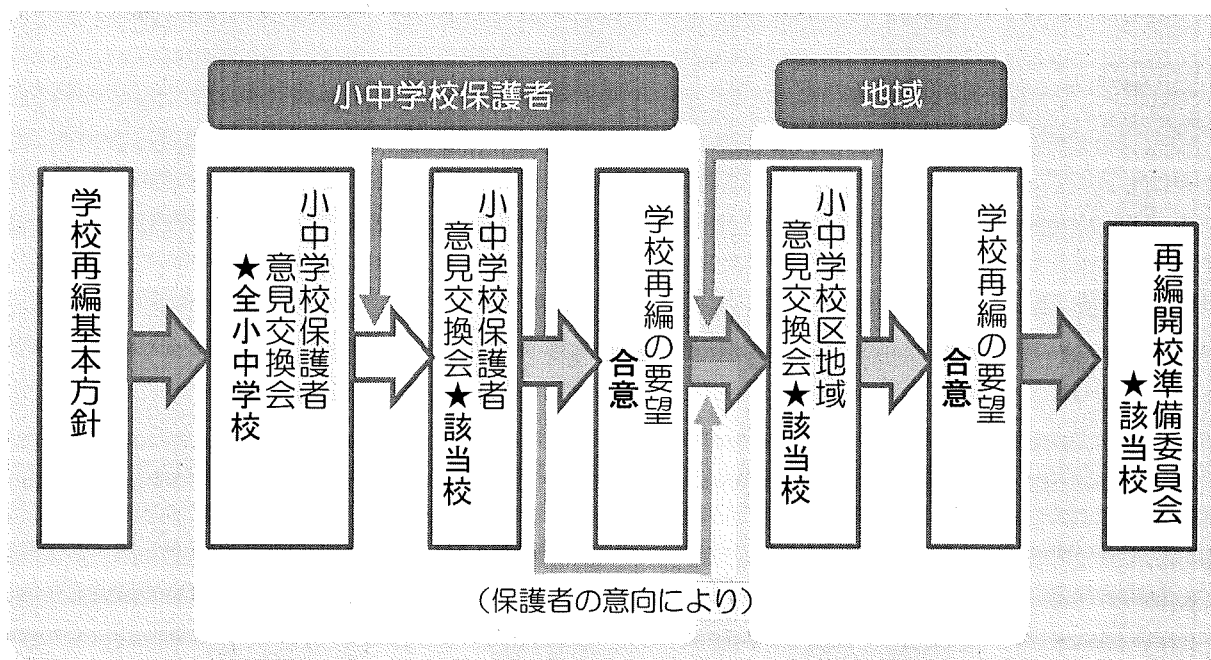 小中学校保護者
地域
学校再編基本方針
小中学校保護者
意見交換会
★全小中学校
小中学校保護者
意見交換会★該当校
学校再編の要望
合意
小中学校区地域
意見交換会★該当校
学校再編の要望
合意
再編開校準備委員会
★該当校
（保護者の意向により）